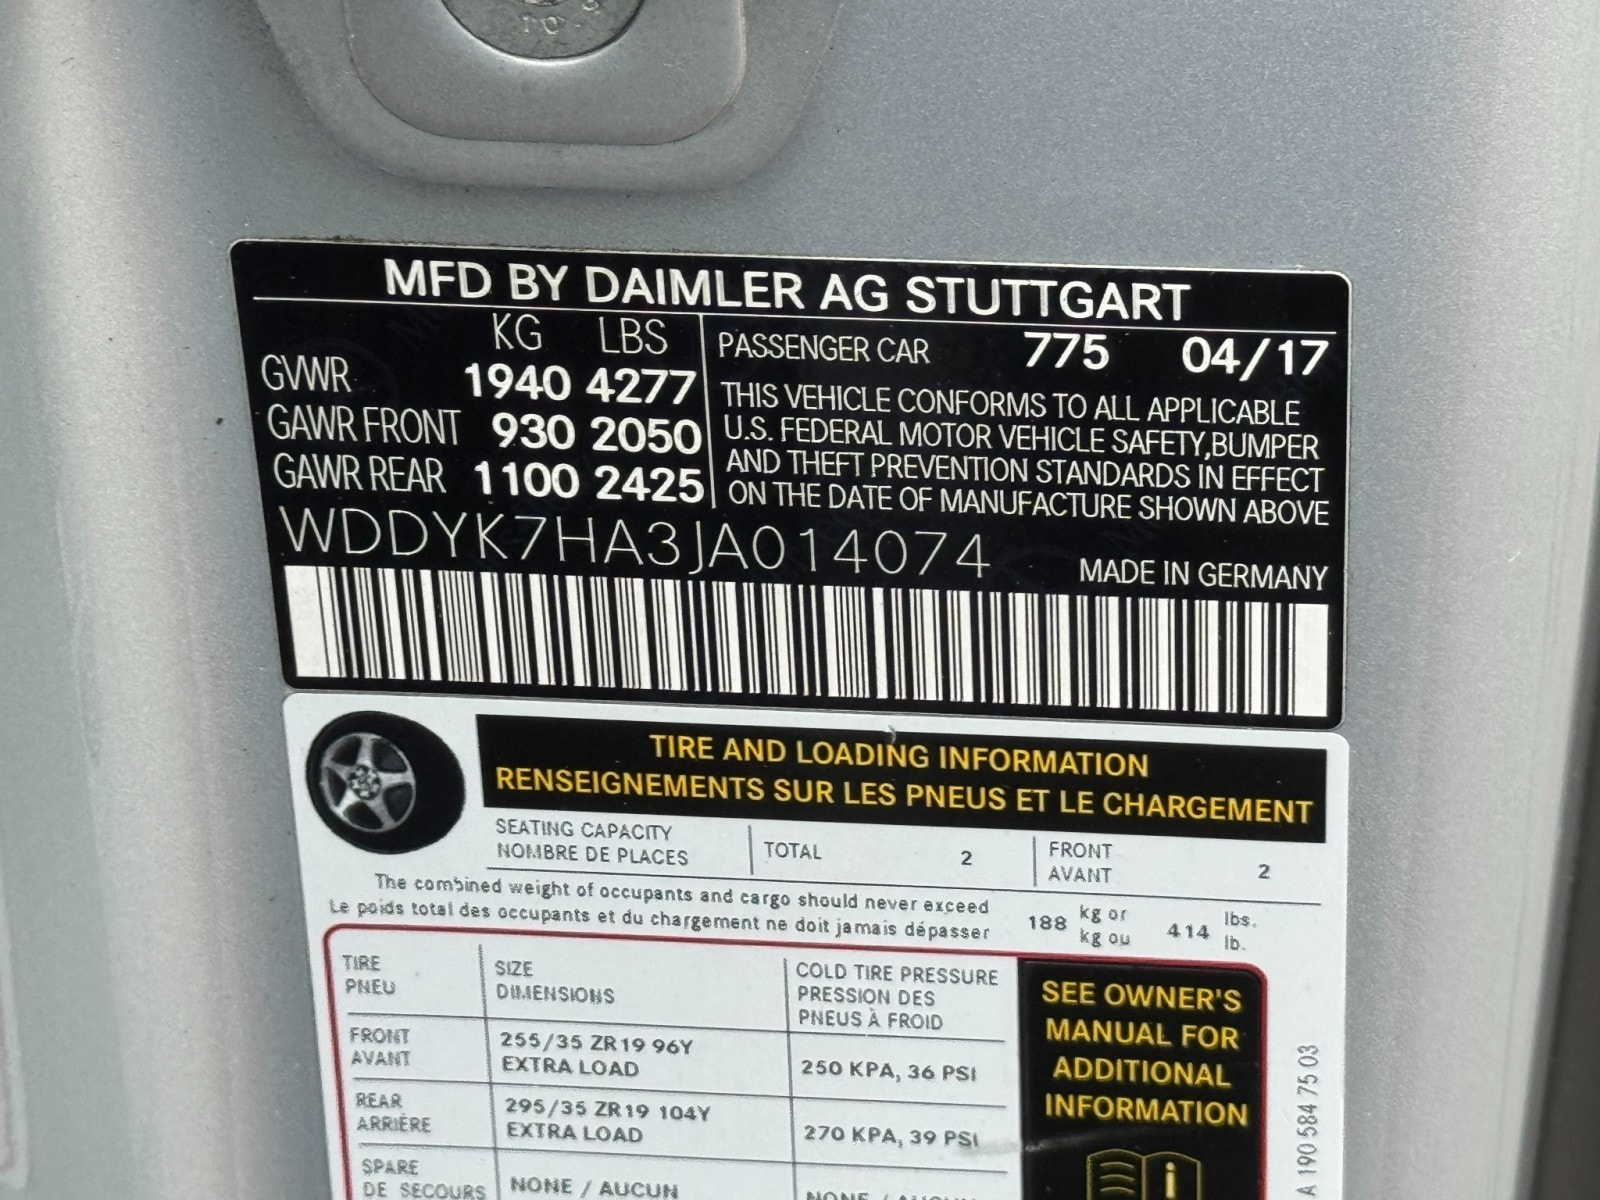 MFD BY DAIMLER AG STUTTGART
KG LBS
GVWR 1940 4277
GAWR FRONT 930 2050
GAWR REAR 1100 2425
PASSENGER CAR 775 04/17
THIS VEHICLE CONFORMS TO ALL APPLICABLE
U.S. FEDERAL MOTOR VEHICLE SAFETY,BUMPER
AND THEFT PREVENTION STANDARDS IN EFFECT
ON THE DATE OF MANUFACTURE SHOWN ABOVE
WDDYK7HA3JA014074
MADE IN GERMANY
TIRE AND LOADING INFORMATION
RENSEIGNEMENTS SUR LES PNEUS ET LE CHARGEMENT
SEATING CAPACITY
NOMBRE DE PLACES
TOTAL 2
FRONT
AVANT
2
The combined weight of occupants and cargo should never exceed
Le poids total des occupants et du chargement ne doit jamais dépasser
188 kg or
kg ou
414 lbs.
lb.
TIRE
PNEU
SIZE
DIMENSIONS
COLD TIRE PRESSURE
PRESSION DES
PNEUS À FROID
FRONT
AVANT
255/35 ZR19 96Y
EXTRA LOAD
250 KPA, 36 PSI
REAR
ARRIÈRE
295/35 ZR19 104Y
EXTRA LOAD
270 KPA, 39 PSI
SPARE
DE SECOURS
NONE / AUCUN
NONE / AUCUN
SEE OWNER'S
MANUAL FOR
ADDITIONAL
INFORMATION
i
A 190 584 75 03